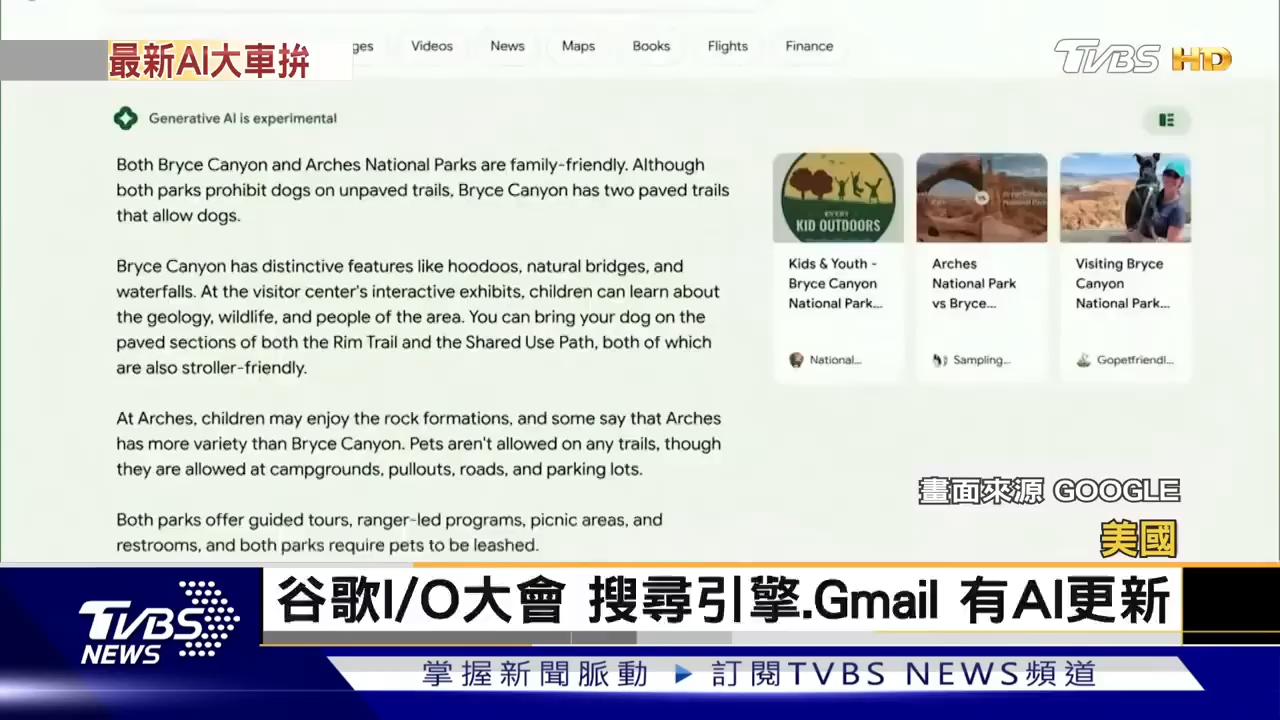 最新AI大車拚
Videos
News
Maps
Books
Flights
Finance
TVBS HD
Generative AI is experimental
Both Bryce Canyon and Arches National Parks are family-friendly. Although
both parks prohibit dogs on unpaved trails, Bryce Canyon has two paved trails
that allow dogs.
Bryce Canyon has distinctive features like hoodoos, natural bridges, and
waterfalls. At the visitor center's interactive exhibits, children can learn about
the geology, wildlife, and people of the area. You can bring your dog on the
paved sections of both the Rim Trail and the Shared Use Path, both of which
are also stroller-friendly.
At Arches, children may enjoy the rock formations, and some say that Arches
has more variety than Bryce Canyon. Pets aren't allowed on any trails, though
they are allowed at campgrounds, pullouts, roads, and parking lots.
Both parks offer guided tours, ranger-led programs, picnic areas, and
restrooms, and both parks require pets to be leashed.
EVERY
KID OUTDOORS
Kids & Youth -
Bryce Canyon
National Park...
National...
Arches
National Park
vs Bryce...
Sampling...
Visiting Bryce
Canyon
National Park...
Gopetfriendl...
畫面來源 GOOGLE
美國
TVBS
NEWS
谷歌I/O大會 搜尋引擎.Gmail 有AI更新
掌握新聞脈動 ▶ 訂閱TVBS NEWS頻道